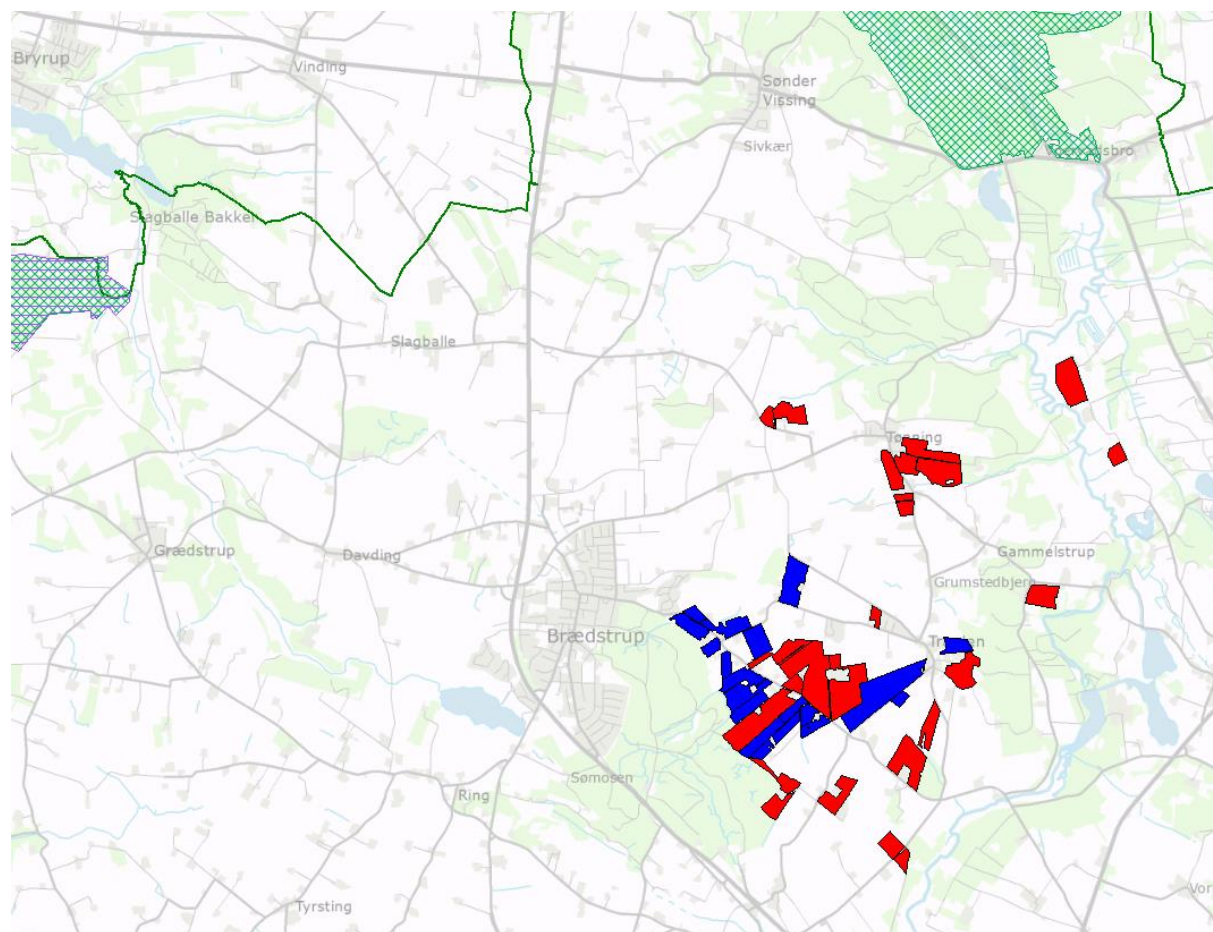 Bryrup
Vinding
Sønder
Vissing
Sivkær
Slagballe Bakker
Slagballe
Tønning
Grædstrup
Davding
Gammelstrup
Grumstedbjerg
Brædstrup
Sømosen
Ring
Tyrsting